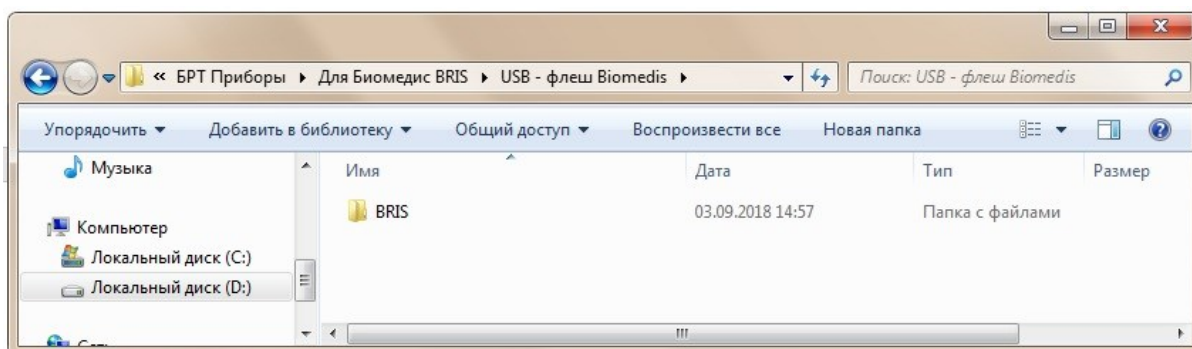 « БРТ Приборы ▸ Для Биомедис BRIS ▸ USB - флеш Biomedis ▸
Поиск: USB - флеш Biomedis
Упорядочить ▾ Добавить в библиотеку ▾ Общий доступ ▾ Воспроизвести все Новая папка
Музыка
Имя Дата Тип Размер
BRIS 03.09.2018 14:57 Папка с файлами
Компьютер
Локальный диск (C:)
Локальный диск (D:)